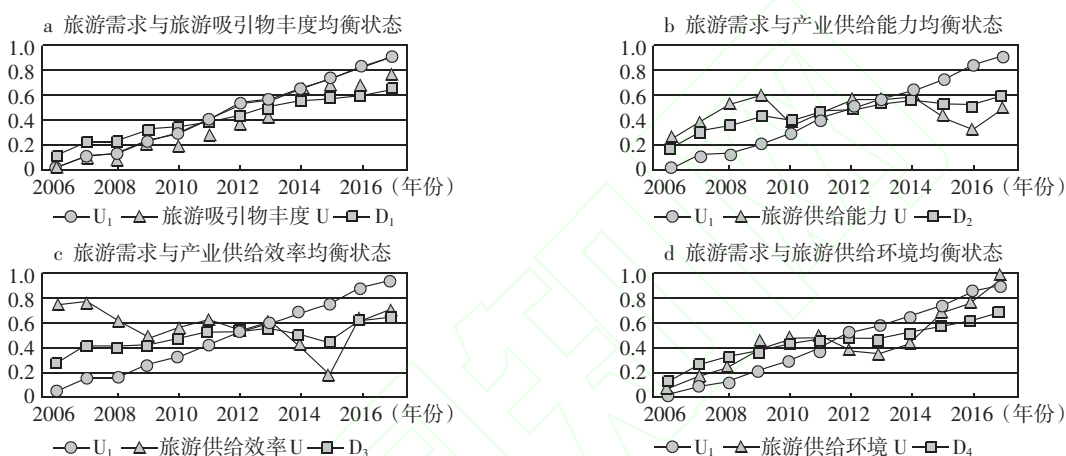 a 旅游需求与旅游吸引物丰度均衡状态
1.0
0.8
0.6
0.4
0.2
0
2006 2008 2010 2012 2014 2016 (年份)
U₁ 旅游吸引物丰度 U D₁
b 旅游需求与产业供给能力均衡状态
1.0
0.8
0.6
0.4
0.2
0
2006 2008 2010 2012 2014 2016 (年份)
U₁ 旅游供给能力 U D₂
c 旅游需求与产业供给效率均衡状态
1.0
0.8
0.6
0.4
0.2
0
2006 2008 2010 2012 2014 2016 (年份)
U₁ 旅游供给效率 U D₃
d 旅游需求与旅游供给环境均衡状态
1.0
0.8
0.6
0.4
0.2
0
2006 2008 2010 2012 2014 2016 (年份)
U₁ 旅游供给环境 U D₄